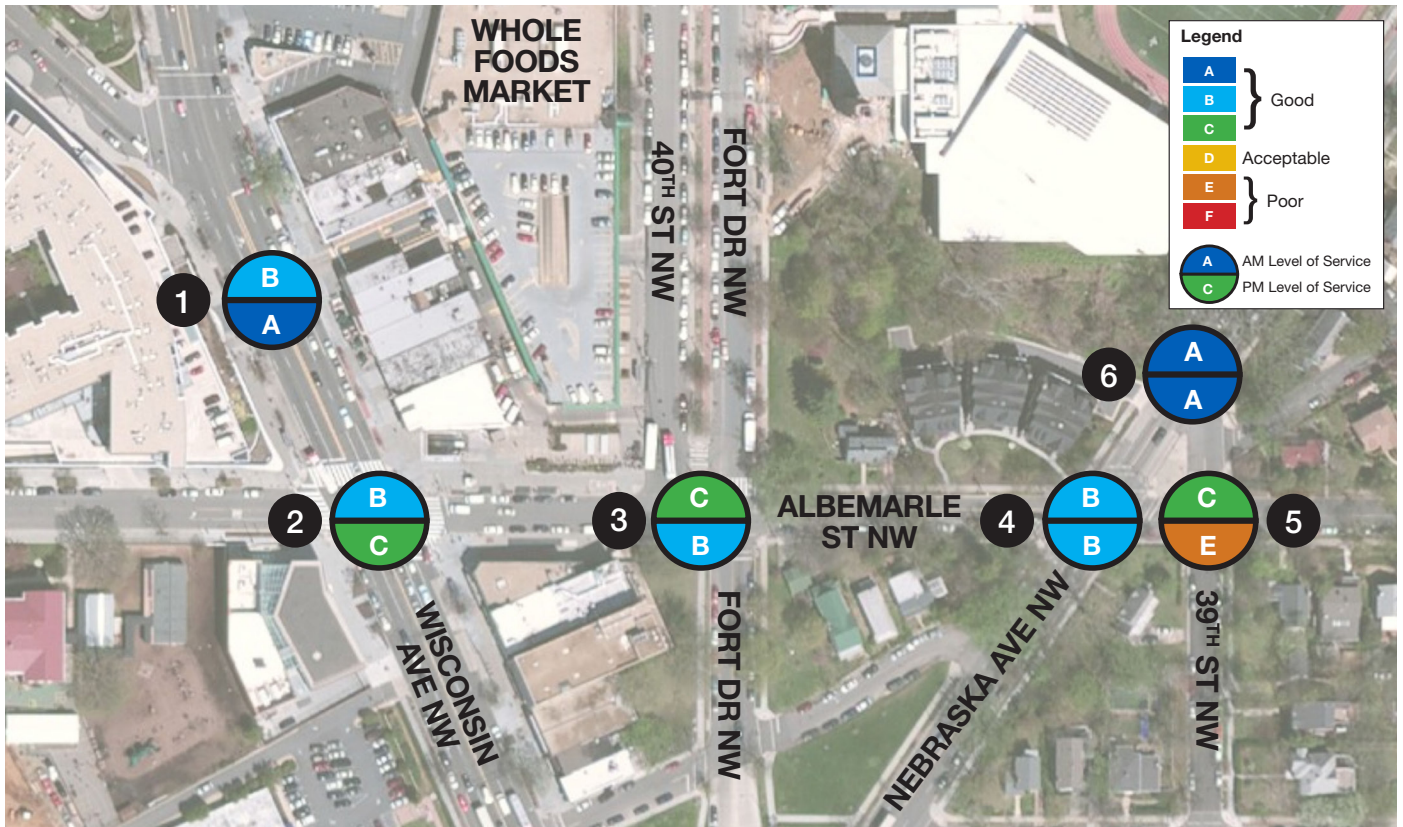 WHOLE
FOODS
MARKET
Legend
A
B
C
Good
D
Acceptable
E
F
Poor
A
AM Level of Service
C
PM Level of Service
40TH ST NW
FORT DR NW
1
B
A
6
A
A
2
B
C
3
C
B
ALBEMARLE
ST NW
4
B
B
C
E
5
WISCONSIN
AVE NW
FORT DR NW
NEBRASKA AVE NW
39TH ST NW